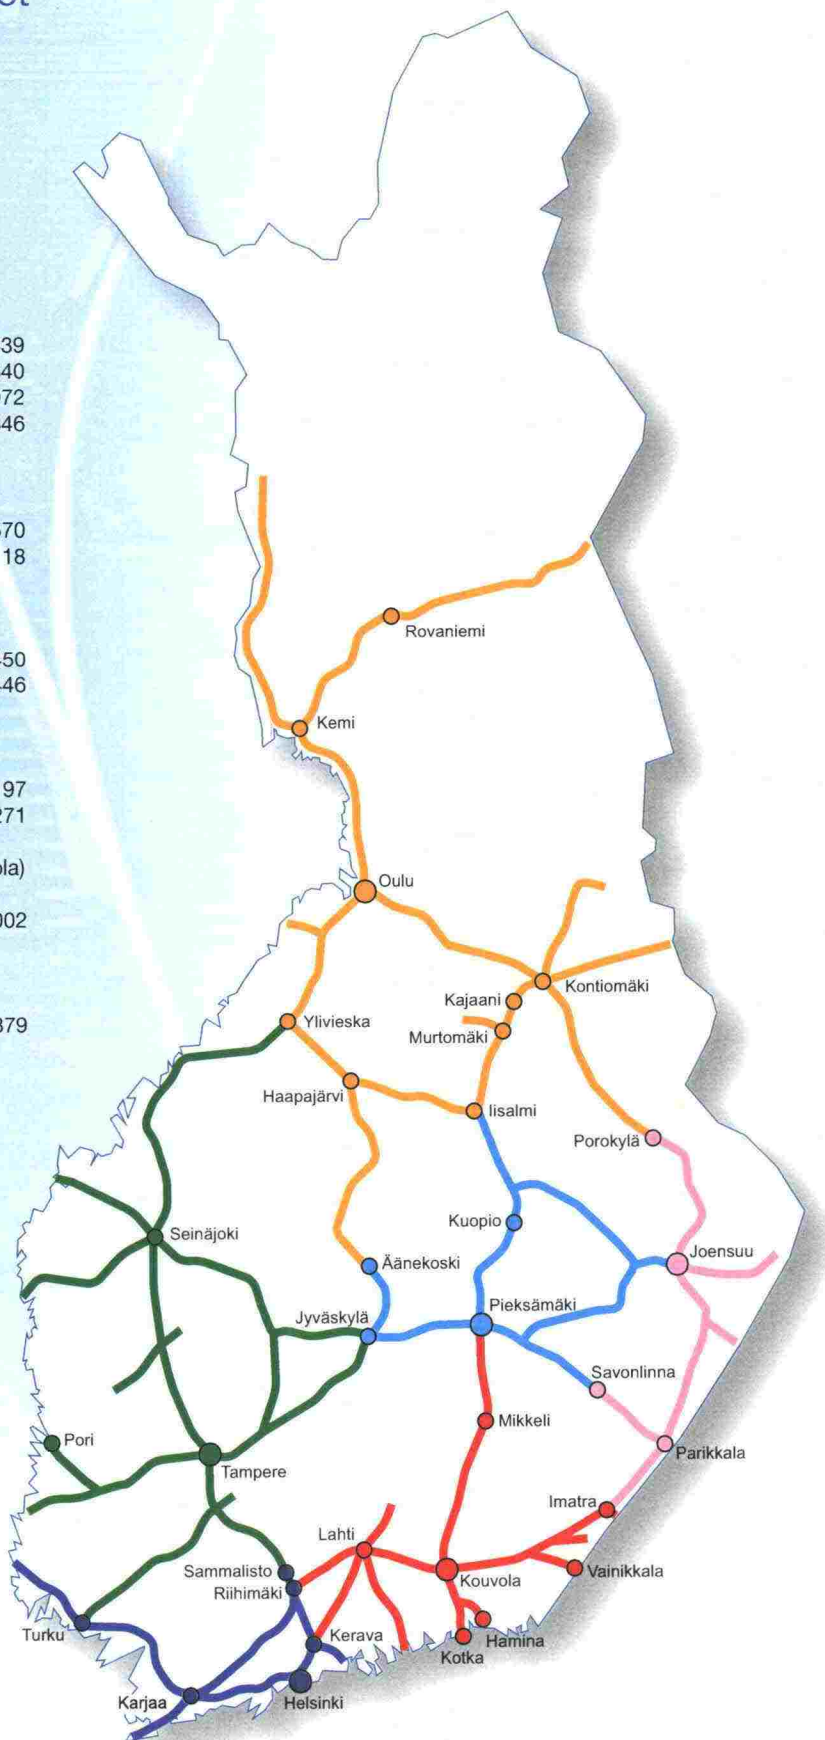 Rovaniemi
Kemi
Oulu
Kontiomäki
Kajaani
Ylivieska
Murtomäki
Haapajärvi
Iisalmi
Porokylä
Kuopio
Seinäjoki
Joensuu
Äänekoski
Pieksämäki
Jyväskylä
Savonlinna
Mikkeli
Pori
Parikkala
Tampere
Imatra
Lahti
Sammalisto
Vainikkala
Kouvola
Riihimäki
Turku
Kerava
Hamina
Kotka
Karjaa
Helsinki